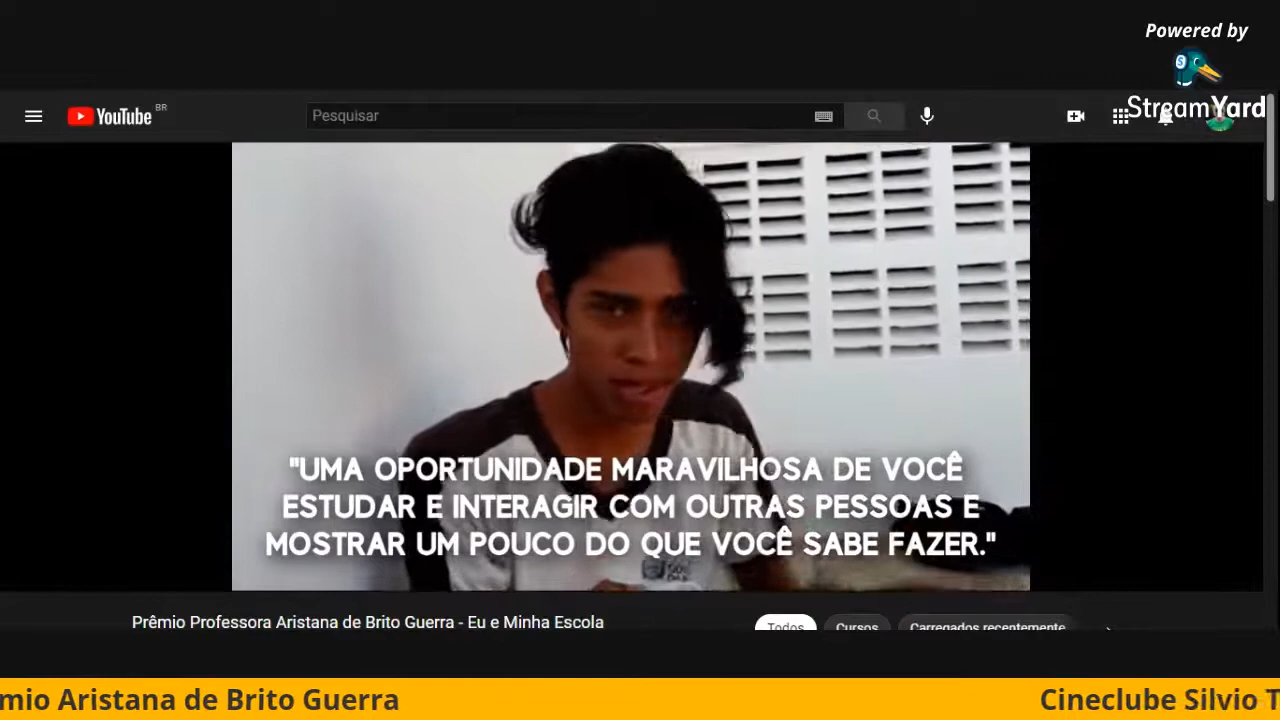 Powered by
StreamYard
YouTube BR
Pesquisar
"UMA OPORTUNIDADE MARAVILHOSA DE VOCÊ
ESTUDAR E INTERAGIR COM OUTRAS PESSOAS E
MOSTRAR UM POUCO DO QUE VOCÊ SABE FAZER."
Prêmio Professora Aristana de Brito Guerra - Eu e Minha Escola
Todos Cursos Carregados recentemente
mio Aristana de Brito Guerra Cineclube Silvio T